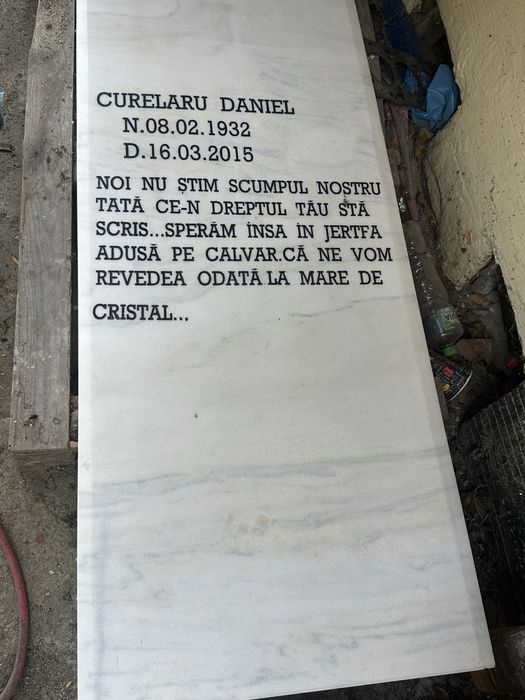 CURELARU DANIEL
N.08.02.1932
D.16.03.2015
NOI NU ȘTIM SCUMPUL NOSTRU
TATĂ CE-N DREPTUL TĂU STĂ
SCRIS...SPERĂM ÎNSA ÎN JERTFA
ADUSĂ PE CALVAR.CĂ NE VOM
REVEDEA ODATĂ LA MARE DE
CRISTAL...